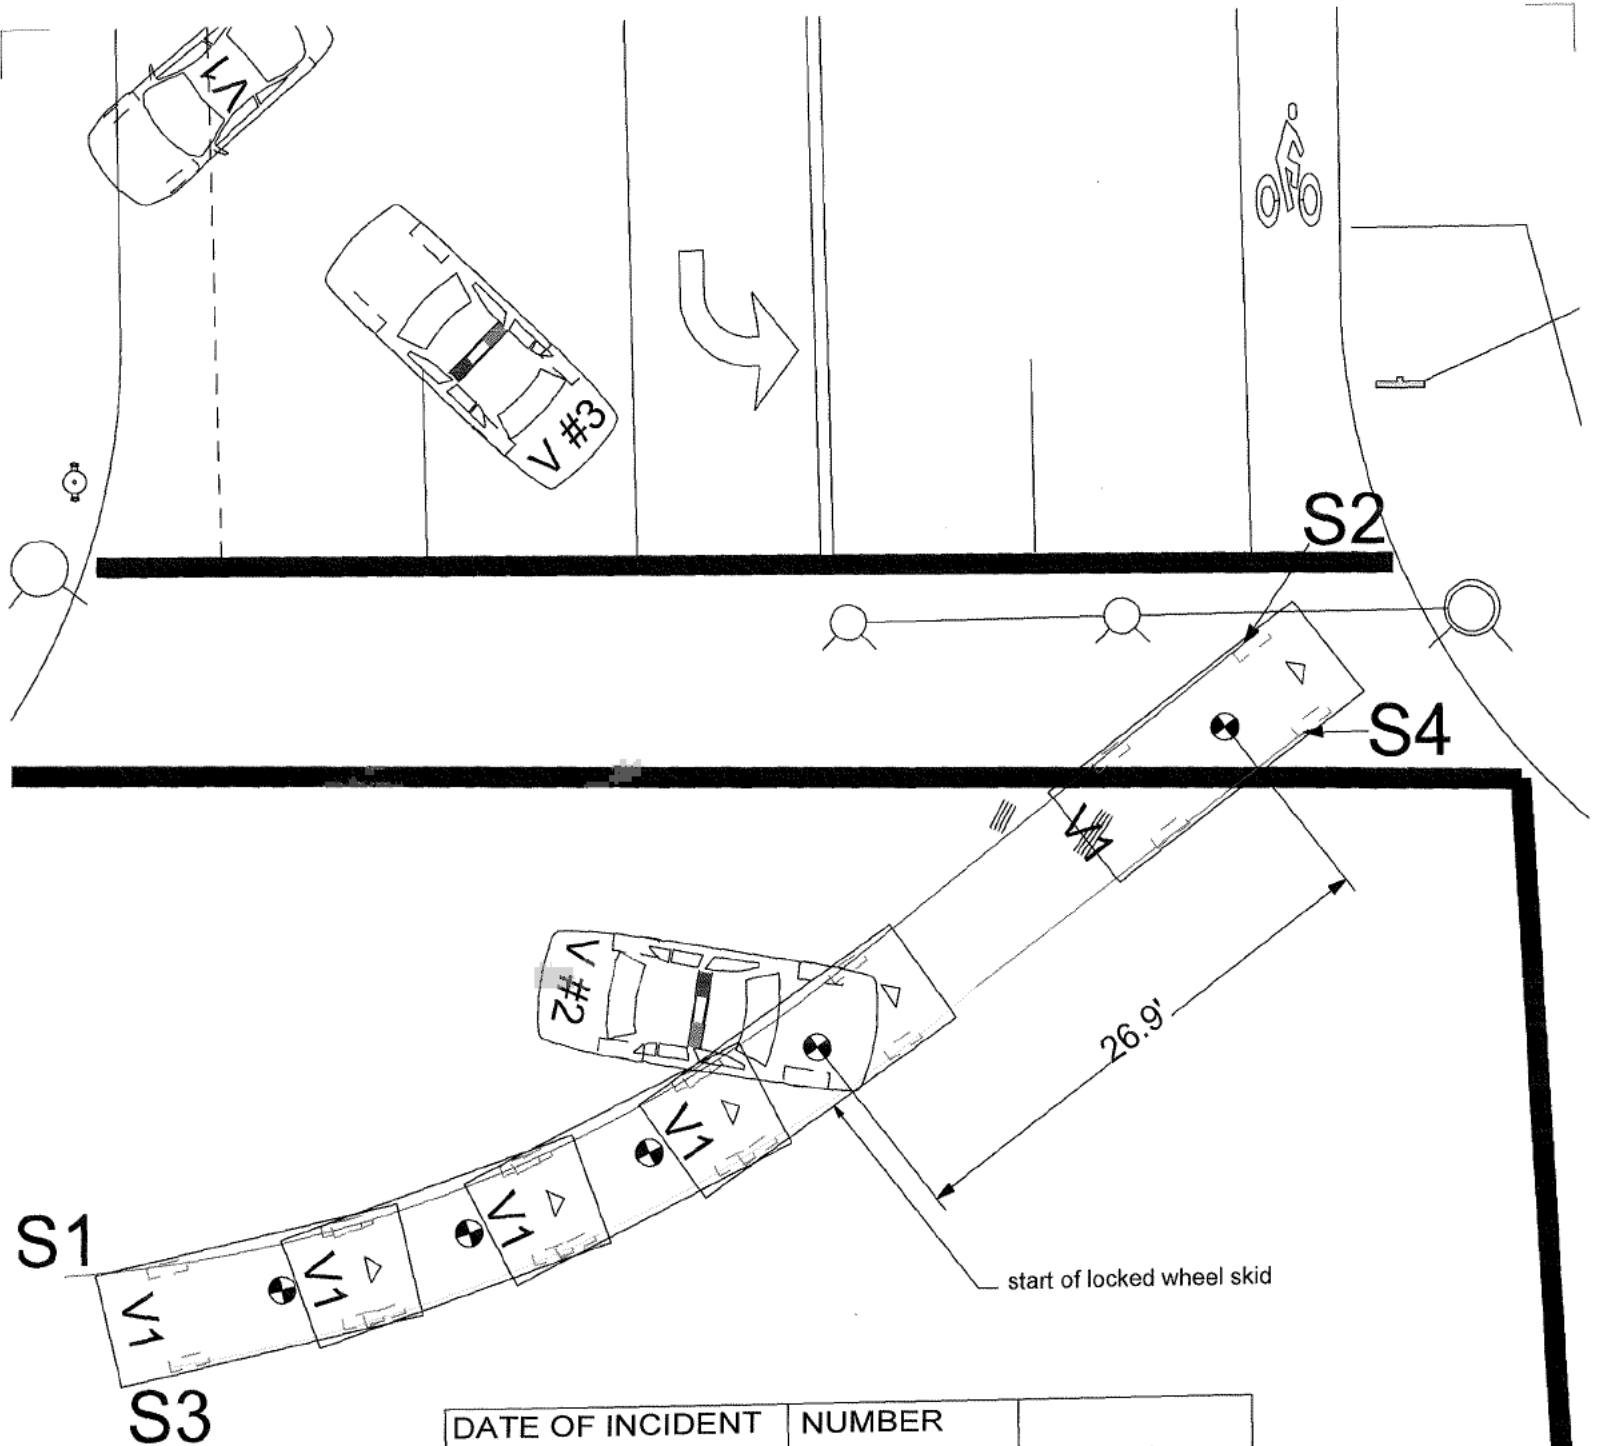 V1
V #3
S2
S4
V1
V #2
26.9'
V1
V1
S1
V1
start of locked wheel skid
V1
S3
DATE OF INCIDENT NUMBER